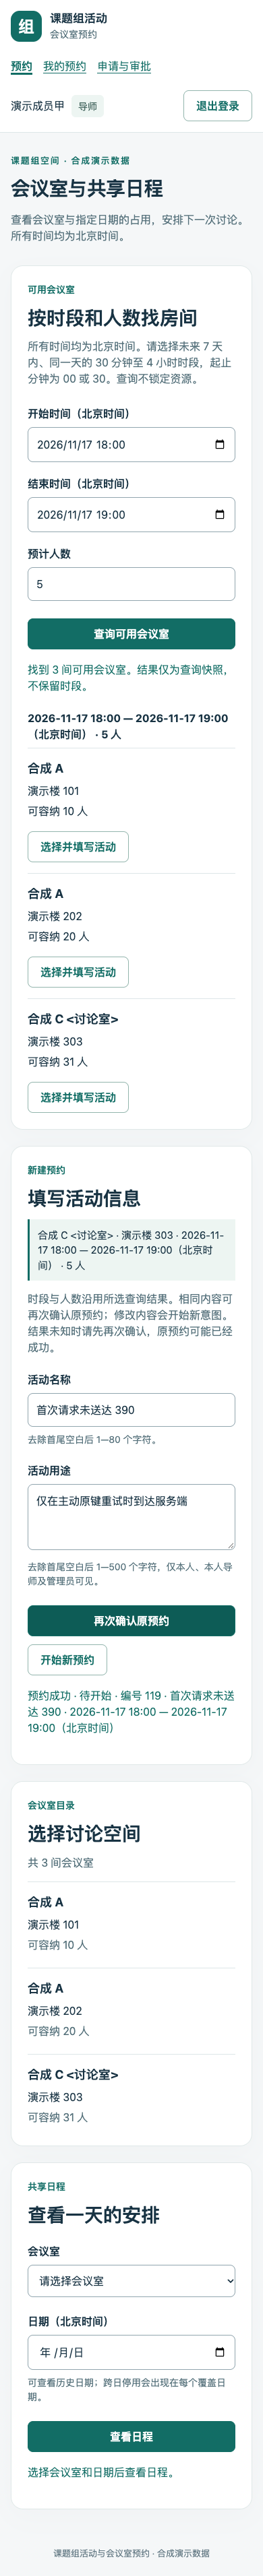 组
课题组活动
会议室预约
预约 我的预约 申请与审批
演示成员甲 导师 退出登录
课题组空间 · 合成演示数据
会议室与共享日程
查看会议室与指定日期的占用，安排下一次讨论。
所有时间均为北京时间。
可用会议室
按时段和人数找房间
所有时间均为北京时间。请选择未来 7 天
内、同一天的 30 分钟至 4 小时时段，起止
分钟为 00 或 30。查询不锁定资源。
开始时间（北京时间）
2026/11/17 18:00
结束时间（北京时间）
2026/11/17 19:00
预计人数
5
查询可用会议室
找到 3 间可用会议室。结果仅为查询快照，
不保留时段。
2026-11-17 18:00 — 2026-11-17 19:00
（北京时间） · 5 人
合成 A
演示楼 101
可容纳 10 人
选择并填写活动
合成 A
演示楼 202
可容纳 20 人
选择并填写活动
合成 C <讨论室>
演示楼 303
可容纳 31 人
选择并填写活动
新建预约
填写活动信息
合成 C <讨论室> · 演示楼 303 · 2026-11-
17 18:00 — 2026-11-17 19:00（北京时
间） · 5 人
时段与人数沿用所选查询结果。相同内容可
再次确认原预约；修改内容会开始新意图。
结果未知时请先再次确认，原预约可能已经
成功。
活动名称
首次请求未送达 390
去除首尾空白后 1—80 个字符。
活动用途
仅在主动原键重试时到达服务端
去除首尾空白后 1—500 个字符，仅本人、本人导
师及管理员可见。
再次确认原预约
开始新预约
预约成功 · 待开始 · 编号 119 · 首次请求未送
达 390 · 2026-11-17 18:00 — 2026-11-17
19:00（北京时间）
会议室目录
选择讨论空间
共 3 间会议室
合成 A
演示楼 101
可容纳 10 人
合成 A
演示楼 202
可容纳 20 人
合成 C <讨论室>
演示楼 303
可容纳 31 人
共享日程
查看一天的安排
会议室
请选择会议室
日期（北京时间）
年 /月/日
可查看历史日期；跨日停用会出现在每个覆盖日
期。
查看日程
选择会议室和日期后查看日程。
课题组活动与会议室预约 · 合成演示数据